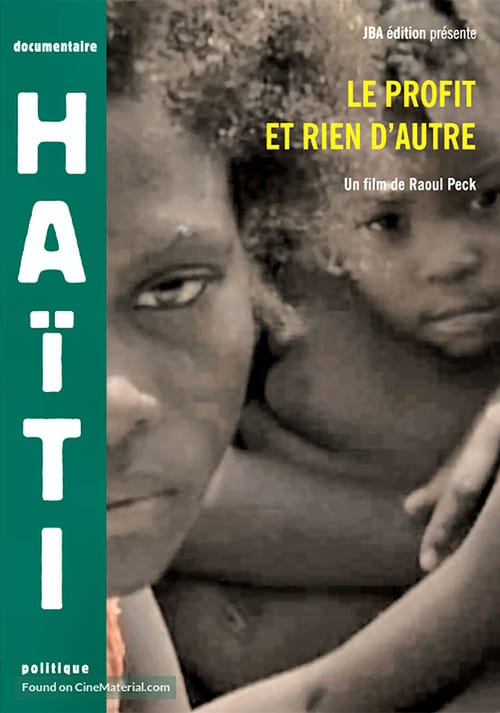 documentaire
HAÏTI
politique
JBA édition présente
LE PROFIT
ET RIEN D'AUTRE
Un film de Raoul Peck
Found on CineMaterial.com